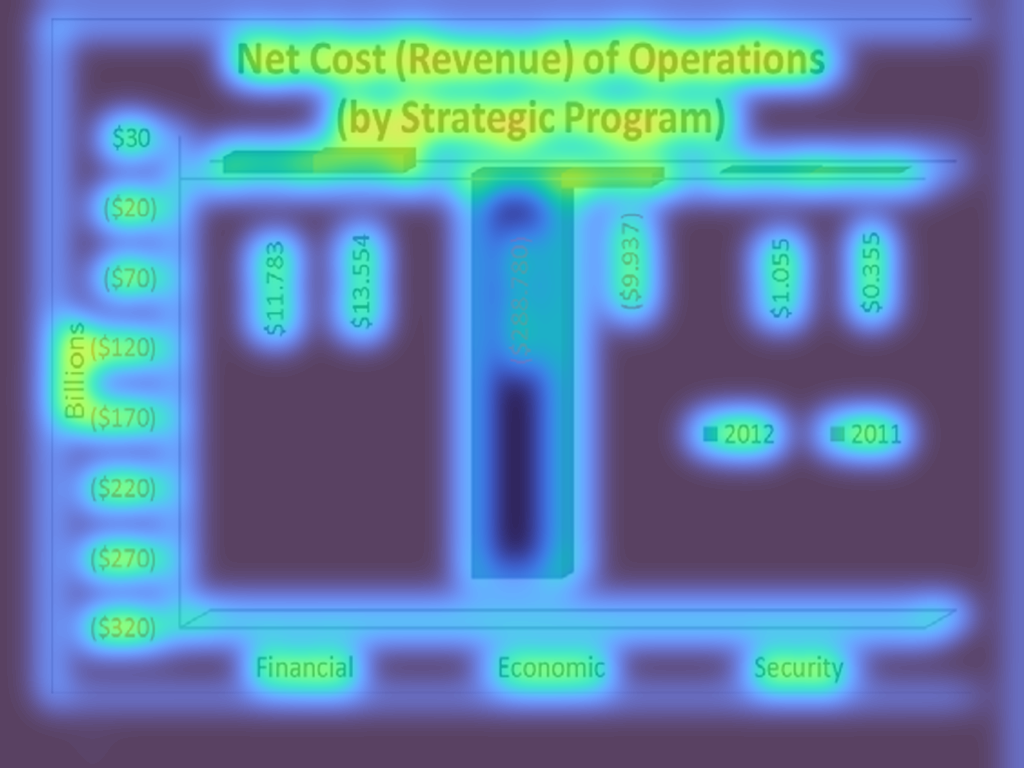 Net Cost (Revenue) of Operations
(by Strategic Program)
$30
($20)
($70)
($120)
($170)
($220)
($270)
($320)
Billions
$11.783
$13.554
($9.937)
$1.055
$0.355
2012
2011
Financial
Economic
Security